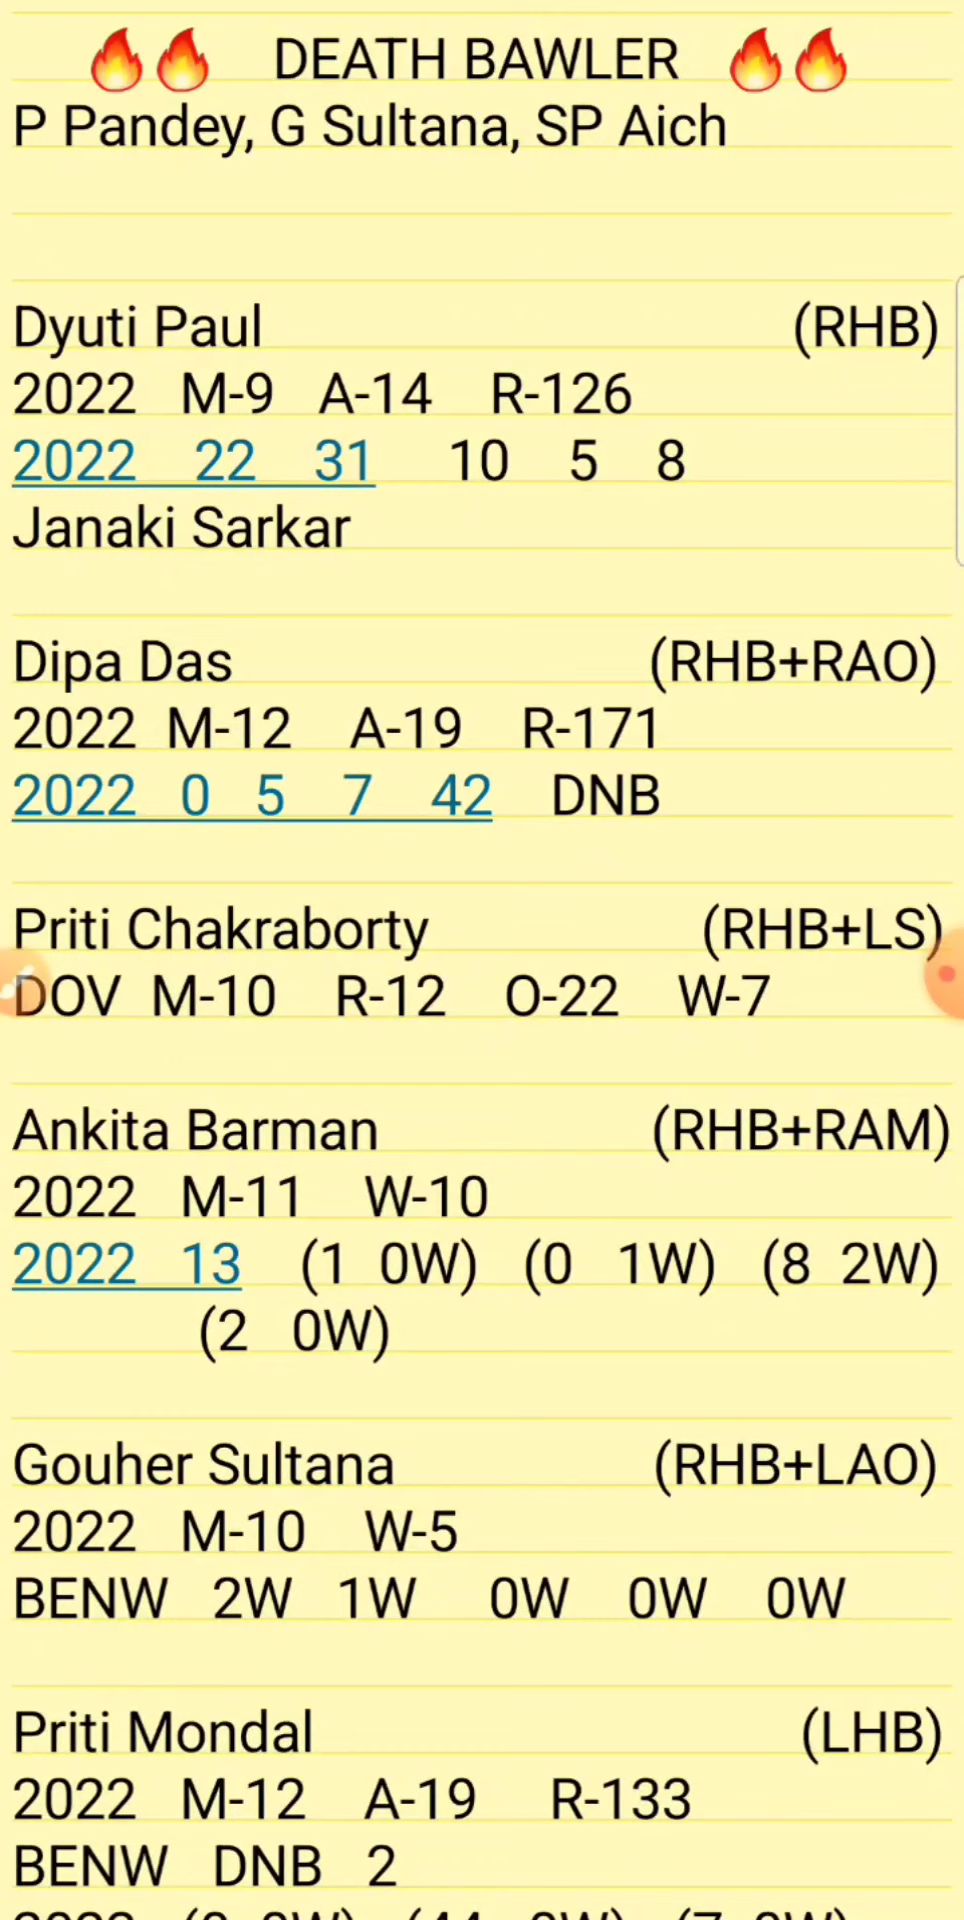 🔥🔥 DEATH BAWLER 🔥🔥
P Pandey, G Sultana, SP Aich
Dyuti Paul (RHB)
2022 M-9 A-14 R-126
2022 22 31 10 5 8
Janaki Sarkar
Dipa Das (RHB+RAO)
2022 M-12 A-19 R-171
2022 0 5 7 42 DNB
Priti Chakraborty (RHB+LS)
DOV M-10 R-12 O-22 W-7
Ankita Barman (RHB+RAM)
2022 M-11 W-10
2022 13 (1 0W) (0 1W) (8 2W)
(2 0W)
Gouher Sultana (RHB+LAO)
2022 M-10 W-5
BENW 2W 1W 0W 0W 0W
Priti Mondal (LHB)
2022 M-12 A-19 R-133
BENW DNB 2